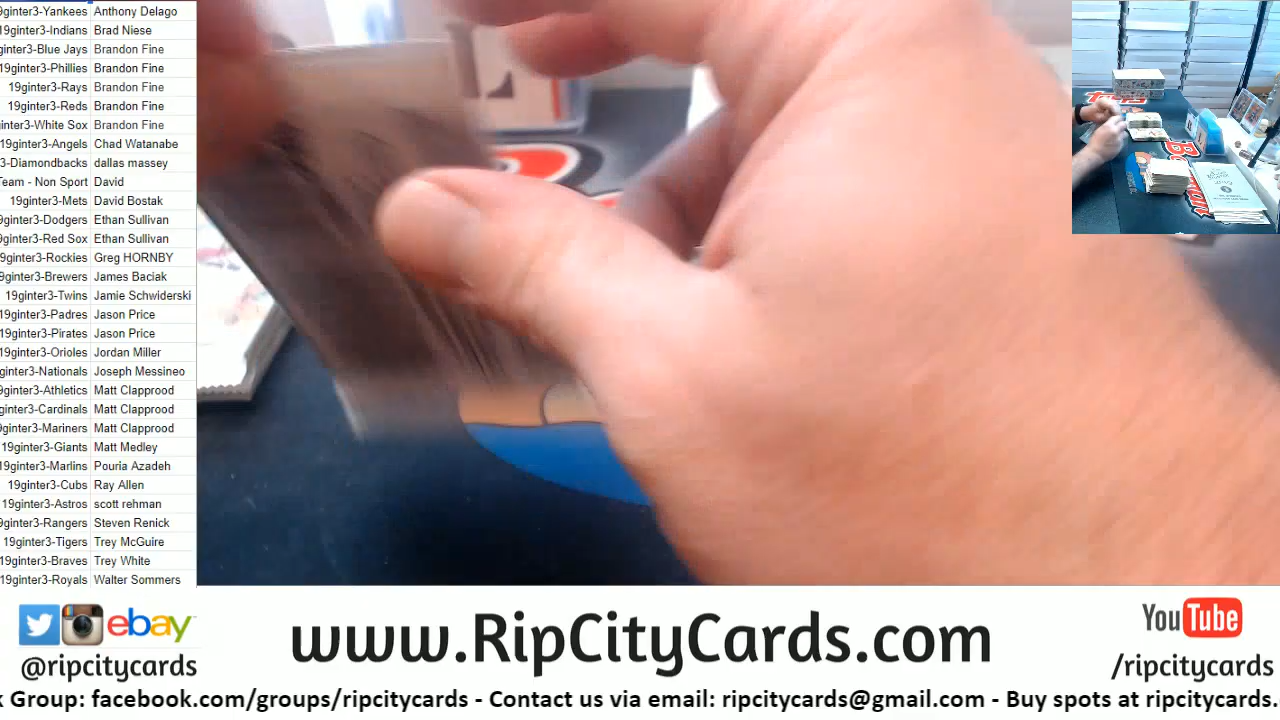 9ginter3-Yankees Anthony Delago
19ginter3-Indians Brad Niese
ginter3-Blue Jays Brandon Fine
ginter3-Phillies Brandon Fine
19ginter3-Rays Brandon Fine
19ginter3-Reds Brandon Fine
inter3-White Sox Brandon Fine
19ginter3-Angels Chad Watanabe
3-Diamondbacks dallas massey
Team - Non Sport David
19ginter3-Mets David Bostak
9ginter3-Dodgers Ethan Sullivan
9ginter3-Red Sox Ethan Sullivan
9ginter3-Rockies Greg HORNBY
9ginter3-Brewers James Baciak
19ginter3-Twins Jamie Schwiderski
19ginter3-Padres Jason Price
19ginter3-Pirates Jason Price
19ginter3-Orioles Jordan Miller
ginter3-Nationals Joseph Messineo
9ginter3-Athletics Matt Clapprood
ginter3-Cardinals Matt Clapprood
ginter3-Mariners Matt Clapprood
19ginter3-Giants Matt Medley
19ginter3-Marlins Pouria Azadeh
19ginter3-Cubs Ray Allen
19ginter3-Astros scott rehman
9ginter3-Rangers Steven Renick
19ginter3-Tigers Trey McGuire
19ginter3-Braves Trey White
19ginter3-Royals Walter Sommers
ebay
@ripcitycards
www.RipCityCards.com
YouTube
/ripcitycards
k Group: facebook.com/groups/ripcitycards - Contact us via email: ripcitycards@gmail.com - Buy spots at ripcitycards.